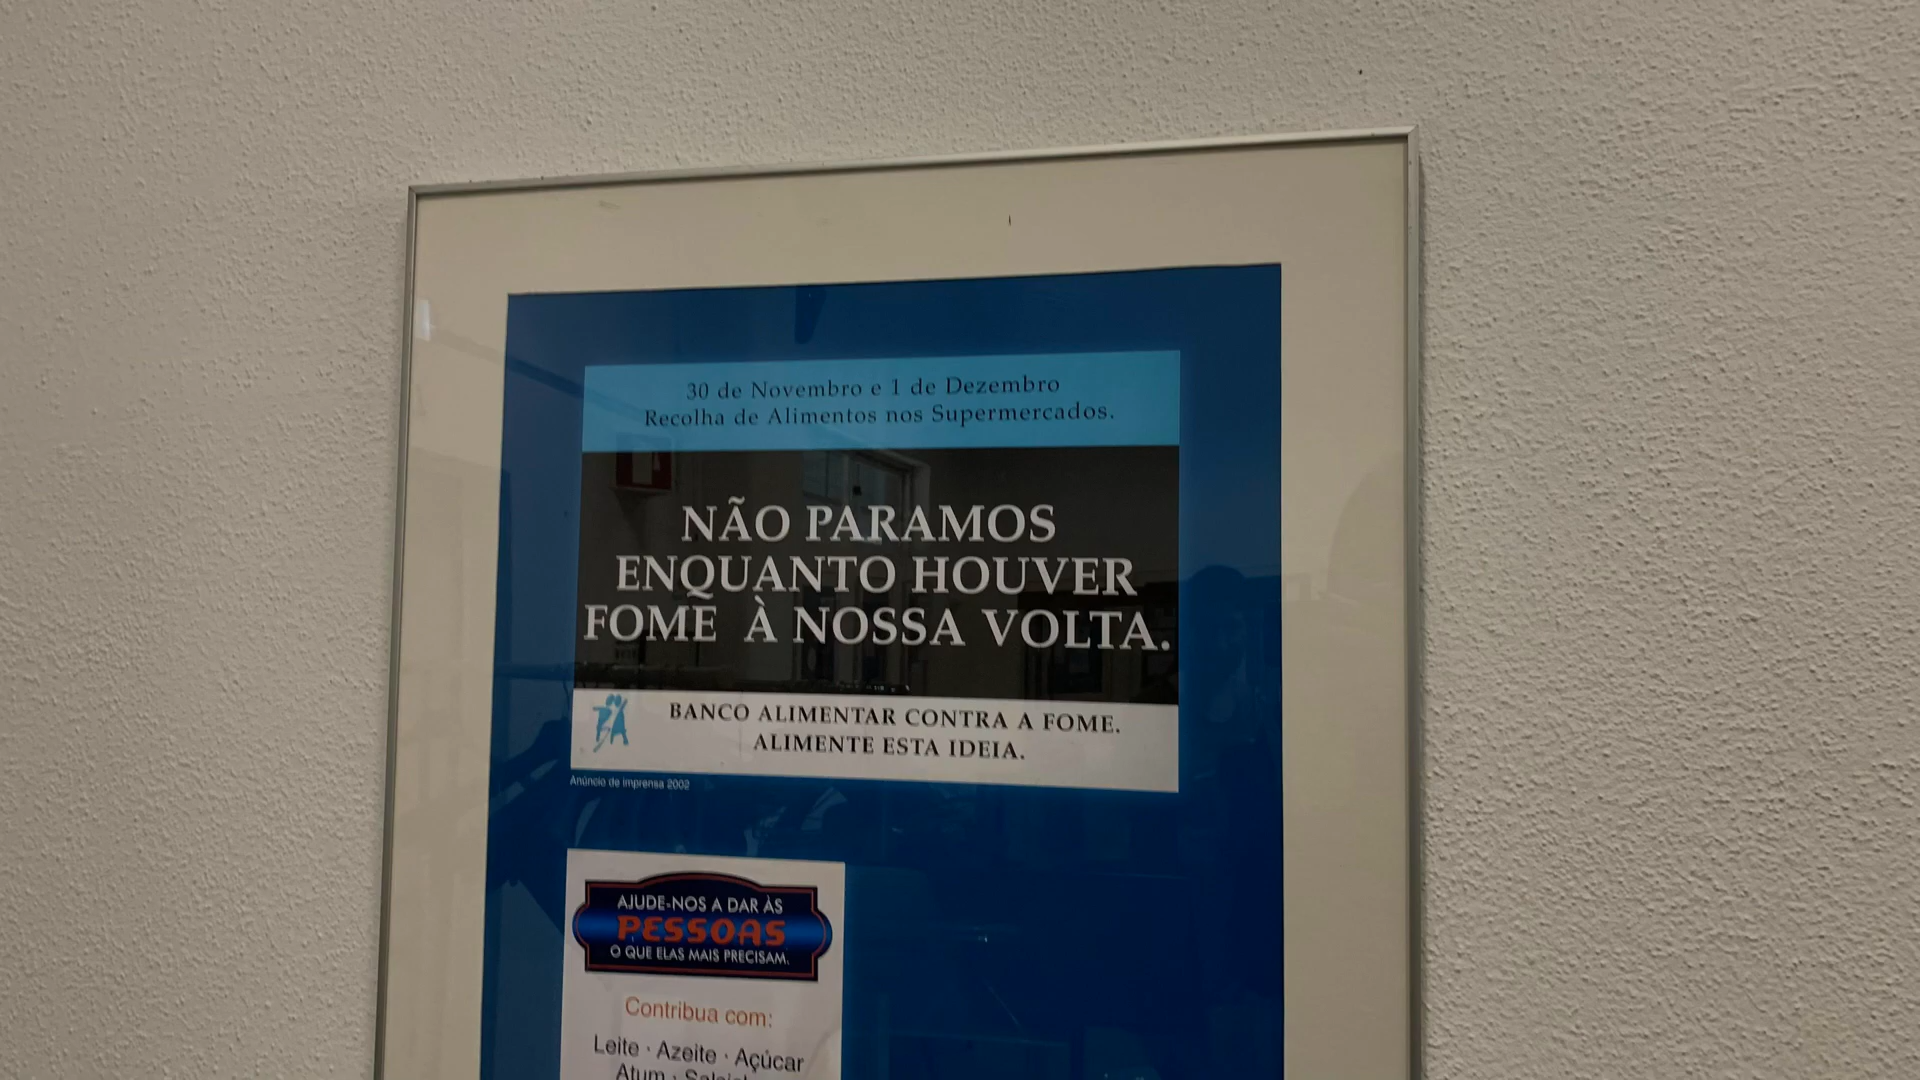 30 de Novembro e 1 de Dezembro
Recolha de Alimentos nos Supermercados.
NÃO PARAMOS
ENQUANTO HOUVER
FOME À NOSSA VOLTA.
BANCO ALIMENTAR CONTRA A FOME.
ALIMENTE ESTA IDEIA.
Anúncio de imprensa 2002
AJUDE-NOS A DAR ÀS
PESSOAS
O QUE ELAS MAIS PRECISAM.
Contribua com:
Leite · Azeite · Açúcar
Atum ·